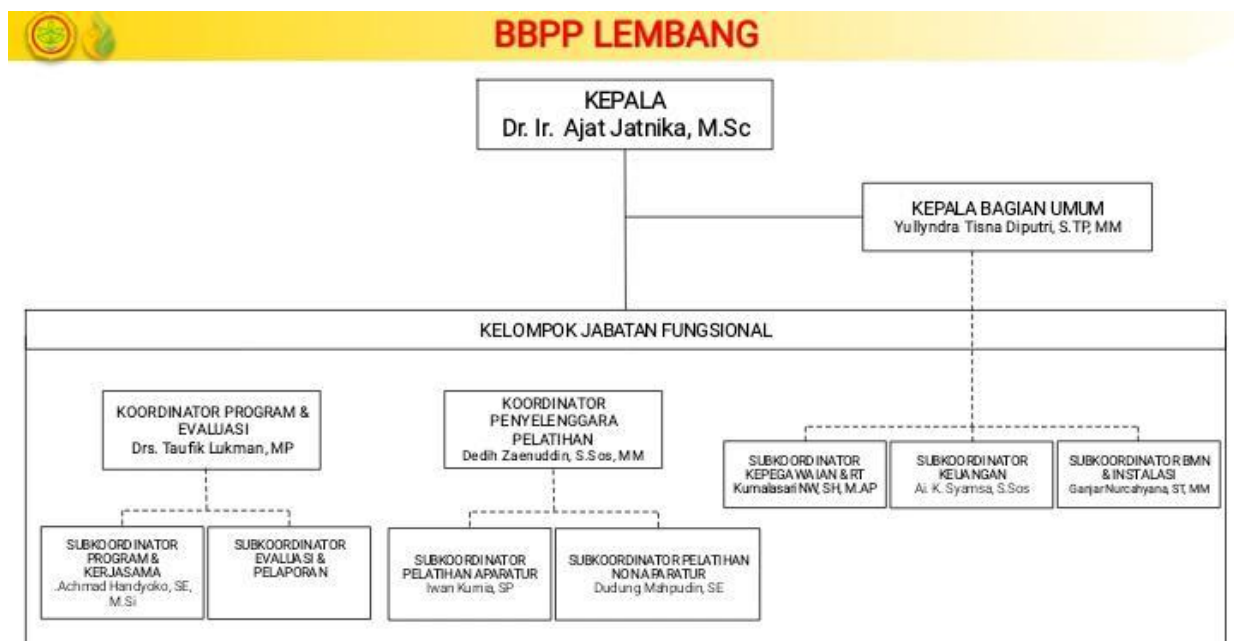 BBPP LEMBANG
KEPALA
Dr. Ir. Ajat Jatnika, M.Sc
KEPALA BAGIAN UMUM
Yullyndra Tisna Diputri, S.TP, MM
KELOMPOK JABATAN FUNGSIONAL
KOORDINATOR PROGRAM &
EVALUASI
Drs. Taufik Lukman, MP
KOORDINATOR
PENYELENGGARA
PELATIHAN
Dedih Zaenuddin, S.Sos, MM
SUBKOORDINATOR
KEPEGAWAIAN & RT
Kumalasari NW, SH, M.AP
SUBKOORDINATOR
KEUANGAN
Ai. K. Syamsa, S.Sos
SUBKOORDINATOR BMN
& INSTALASI
Ganjar Nurcahyana, ST, MM
SUBKOORDINATOR
PROGRAM &
KERJASAMA
.Achmad Handyoko, SE,
M.Si
SUBKOORDINATOR
EVALUASI &
PELAPORAN
SUBKOORDINATOR
PELATIHAN APARATUR
Iwan Kurnia, SP
SUBKOORDINATOR PELATIHAN
NONAPARATUR
Dudung Mahpudin, SE